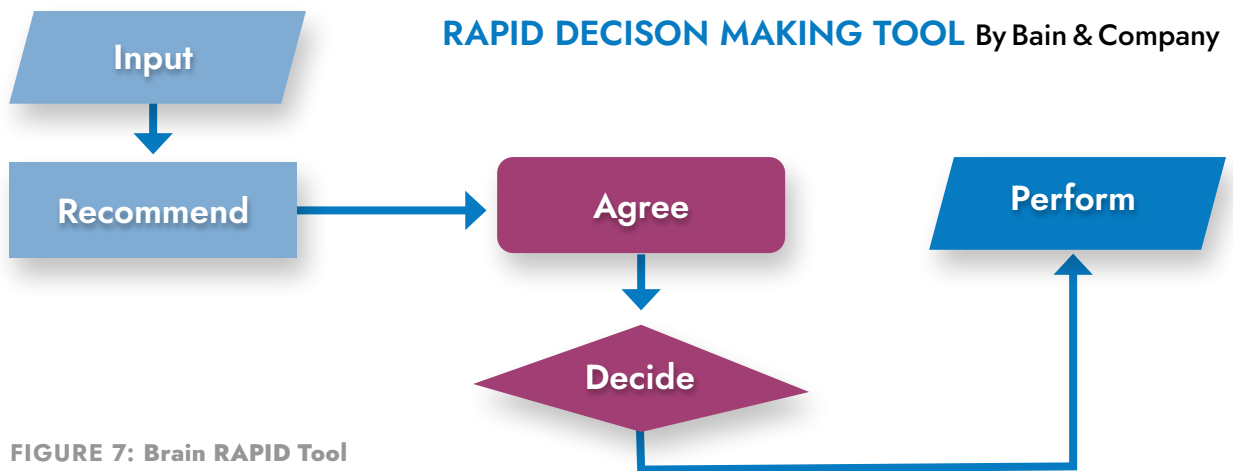 RAPID DECISON MAKING TOOL By Bain & Company
Input
Recommend
Agree
Perform
Decide
FIGURE 7: Brain RAPID Tool